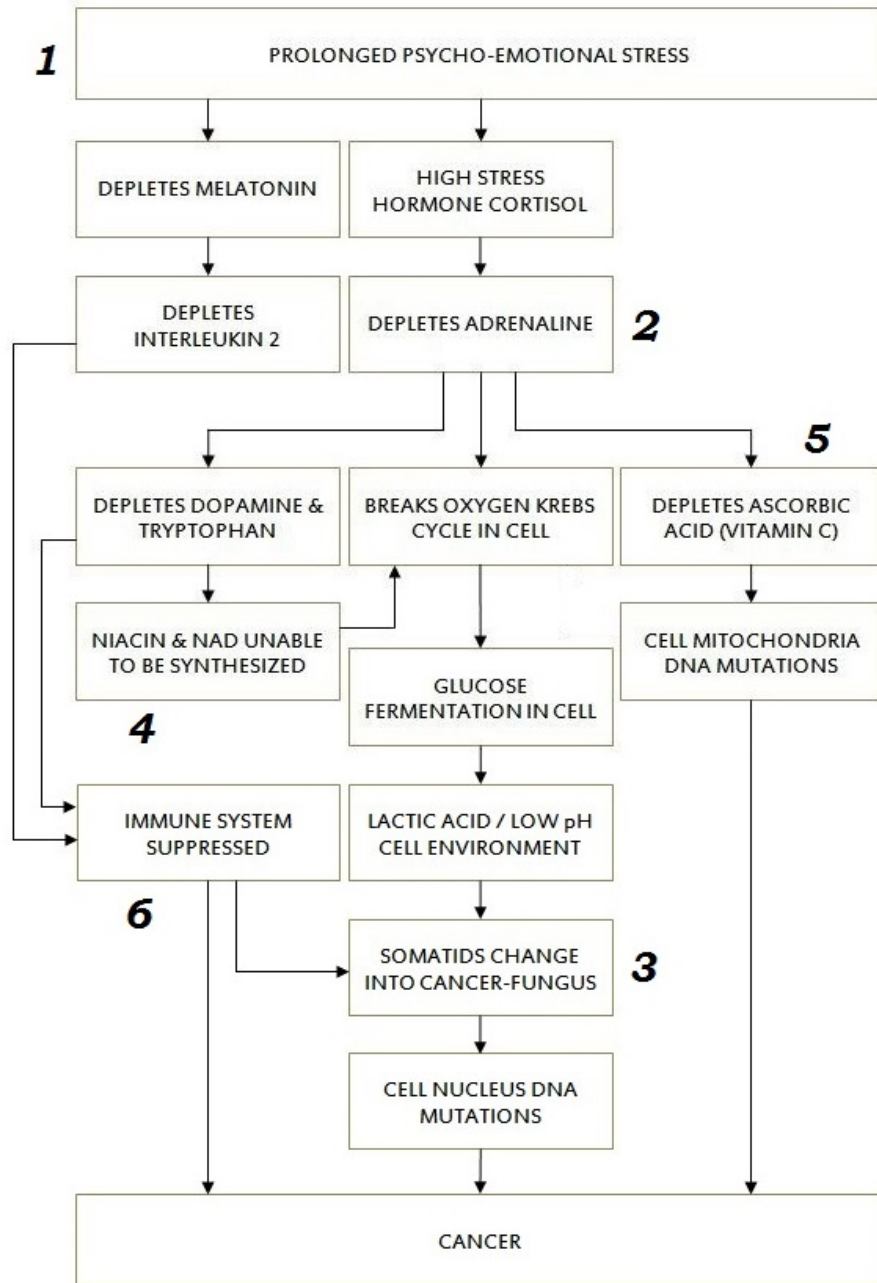 1
PROLONGED PSYCHO-EMOTIONAL STRESS
DEPLETES MELATONIN
HIGH STRESS
HORMONE CORTISOL
DEPLETES
INTERLEUKIN 2
DEPLETES ADRENALINE
2
5
DEPLETES DOPAMINE &
TRYPTOPHAN
BREAKS OXYGEN KREBS
CYCLE IN CELL
DEPLETES ASCORBIC
ACID (VITAMIN C)
NIACIN & NAD UNABLE
TO BE SYNTHESIZED
CELL MITOCHONDRIA
DNA MUTATIONS
4
GLUCOSE
FERMENTATION IN CELL
IMMUNE SYSTEM
SUPPRESSED
LACTIC ACID / LOW pH
CELL ENVIRONMENT
6
SOMATIDS CHANGE
INTO CANCER-FUNGUS
3
CELL NUCLEUS DNA
MUTATIONS
CANCER